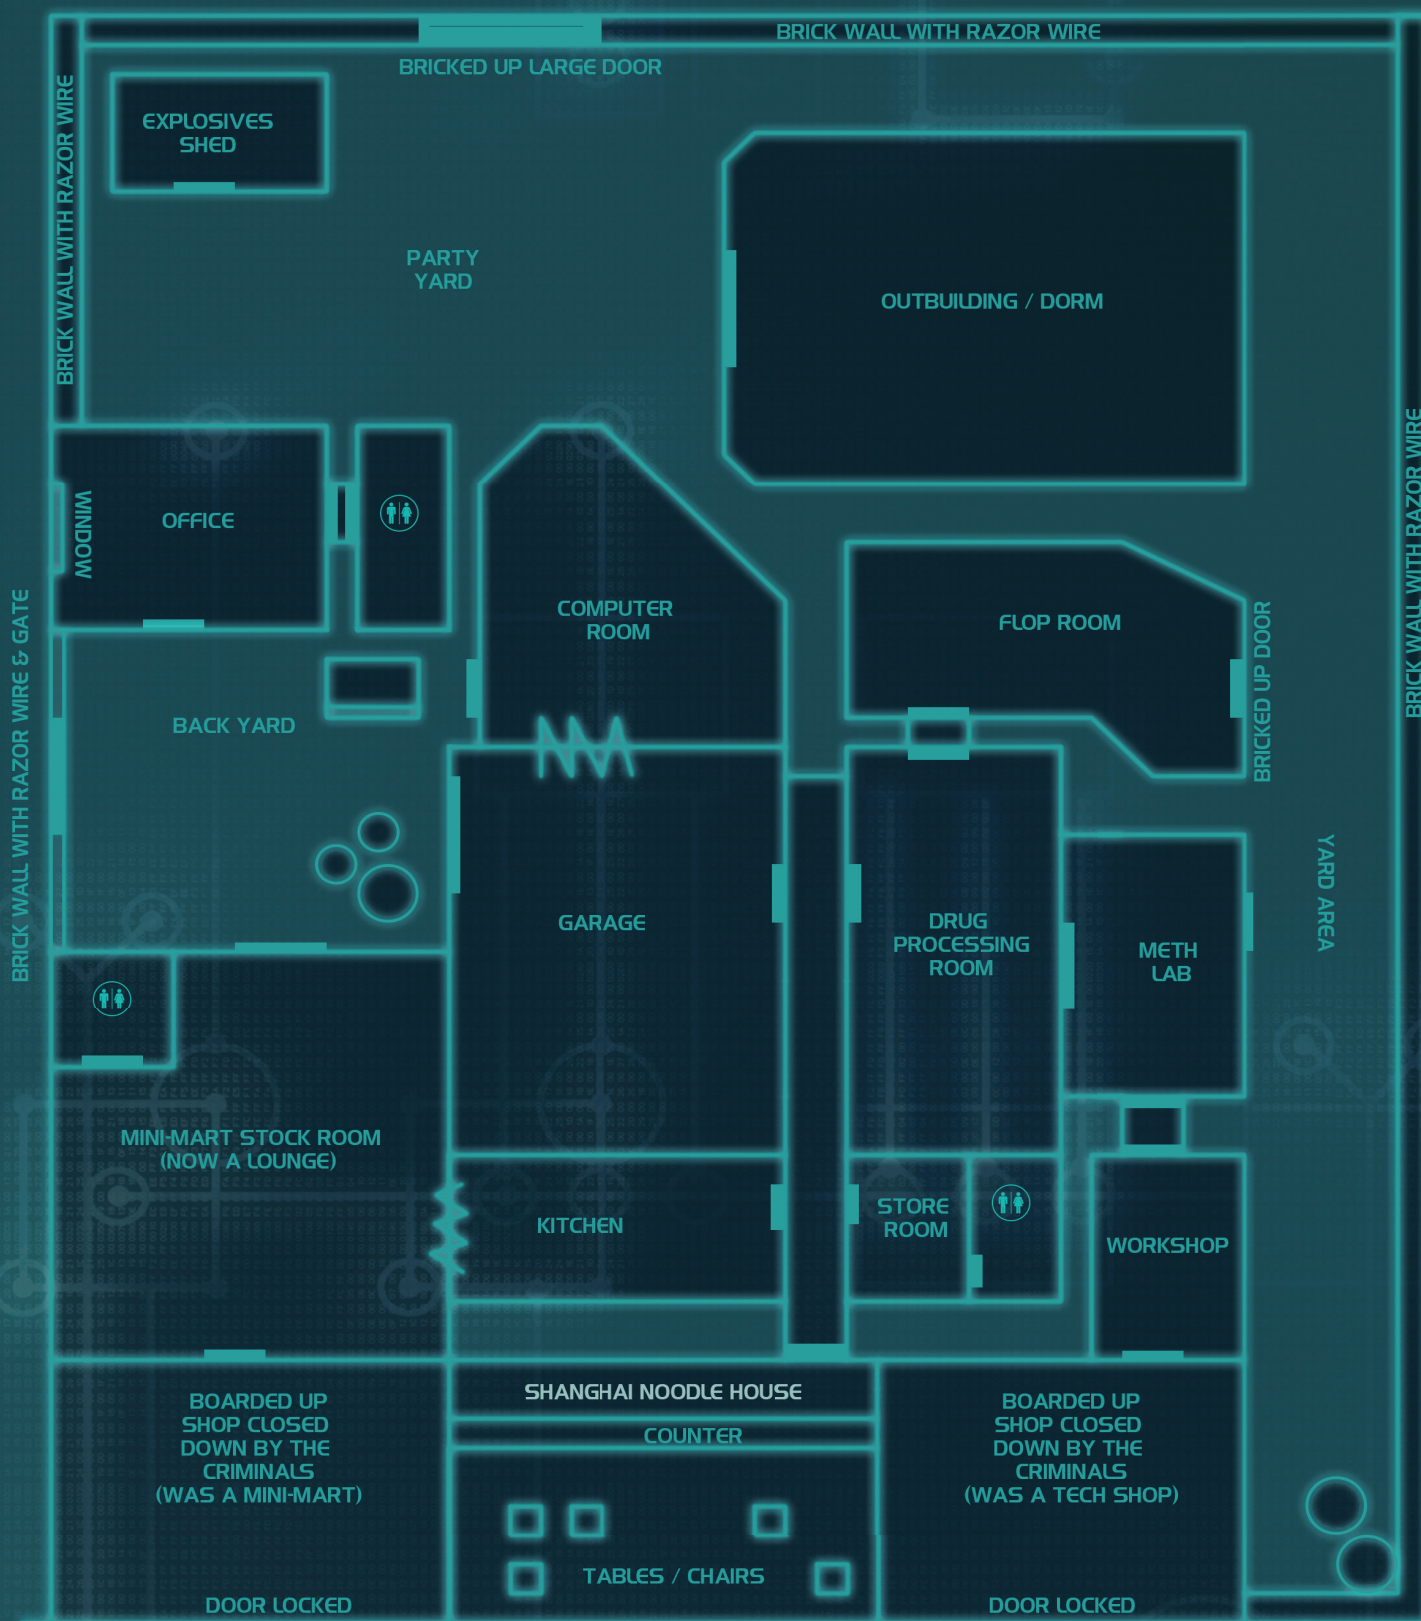 BRICK WALL WITH RAZOR WIRE
BRICKED UP LARGE DOOR
BRICK WALL WITH RAZOR WIRE
EXPLOSIVES
SHED
PARTY
YARD
OUTBUILDING / DORM
WINDOW
OFFICE
BRICK WALL WITH RAZOR WIRE
COMPUTER
ROOM
FLOP ROOM
BRICKED UP DOOR
BRICK WALL WITH RAZOR WIRE & GATE
BACK YARD
GARAGE
DRUG
PROCESSING
ROOM
METH
LAB
YARD AREA
MINI-MART STOCK ROOM
(NOW A LOUNGE)
KITCHEN
STORE
ROOM
WORKSHOP
BOARDED UP
SHOP CLOSED
DOWN BY THE
CRIMINALS
(WAS A MINI-MART)
DOOR LOCKED
SHANGHAI NOODLE HOUSE
COUNTER
TABLES / CHAIRS
BOARDED UP
SHOP CLOSED
DOWN BY THE
CRIMINALS
(WAS A TECH SHOP)
DOOR LOCKED